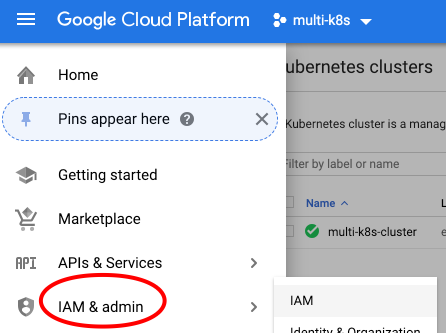 Google Cloud Platform
multi-k8s
Kubernetes clusters
Home
Pins appear here ?
Kubernetes cluster is a manag
Filter by label or name
Getting started
Name
Marketplace
multi-k8s-cluster
API
APIs & Services
IAM & admin
IAM
Identity & Organization